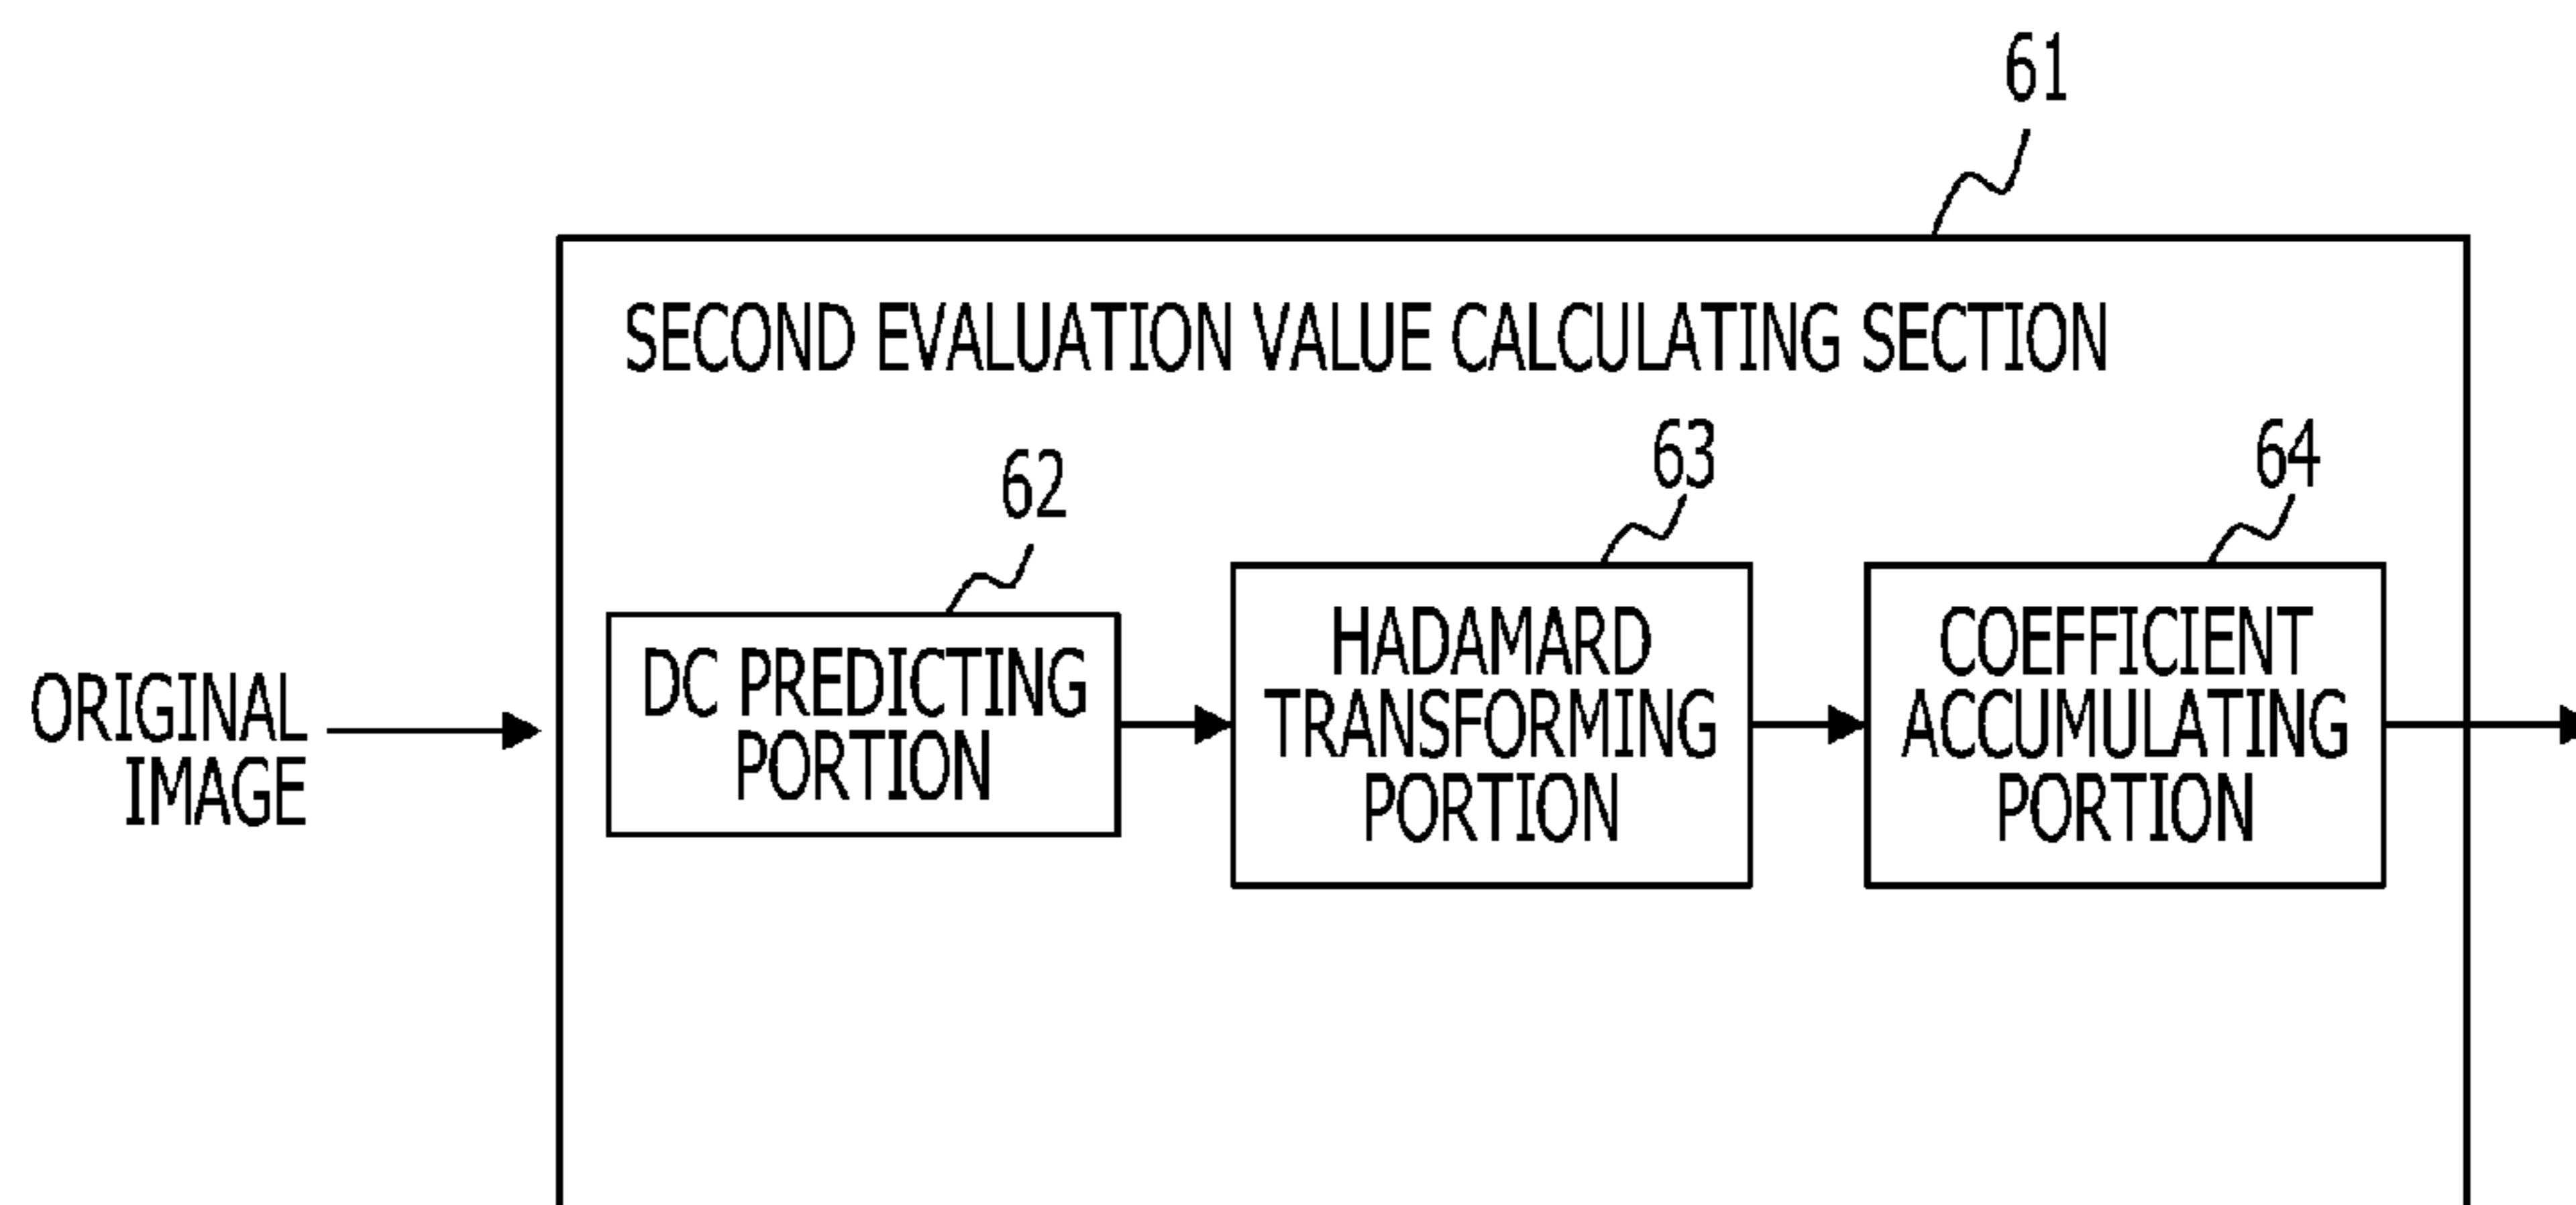 61
SECOND EVALUATION VALUE CALCULATING SECTION
62
63
64
ORIGINAL
IMAGE
DC PREDICTING
PORTION
HADAMARD
TRANSFORMING
PORTION
COEFFICIENT
ACCUMULATING
PORTION